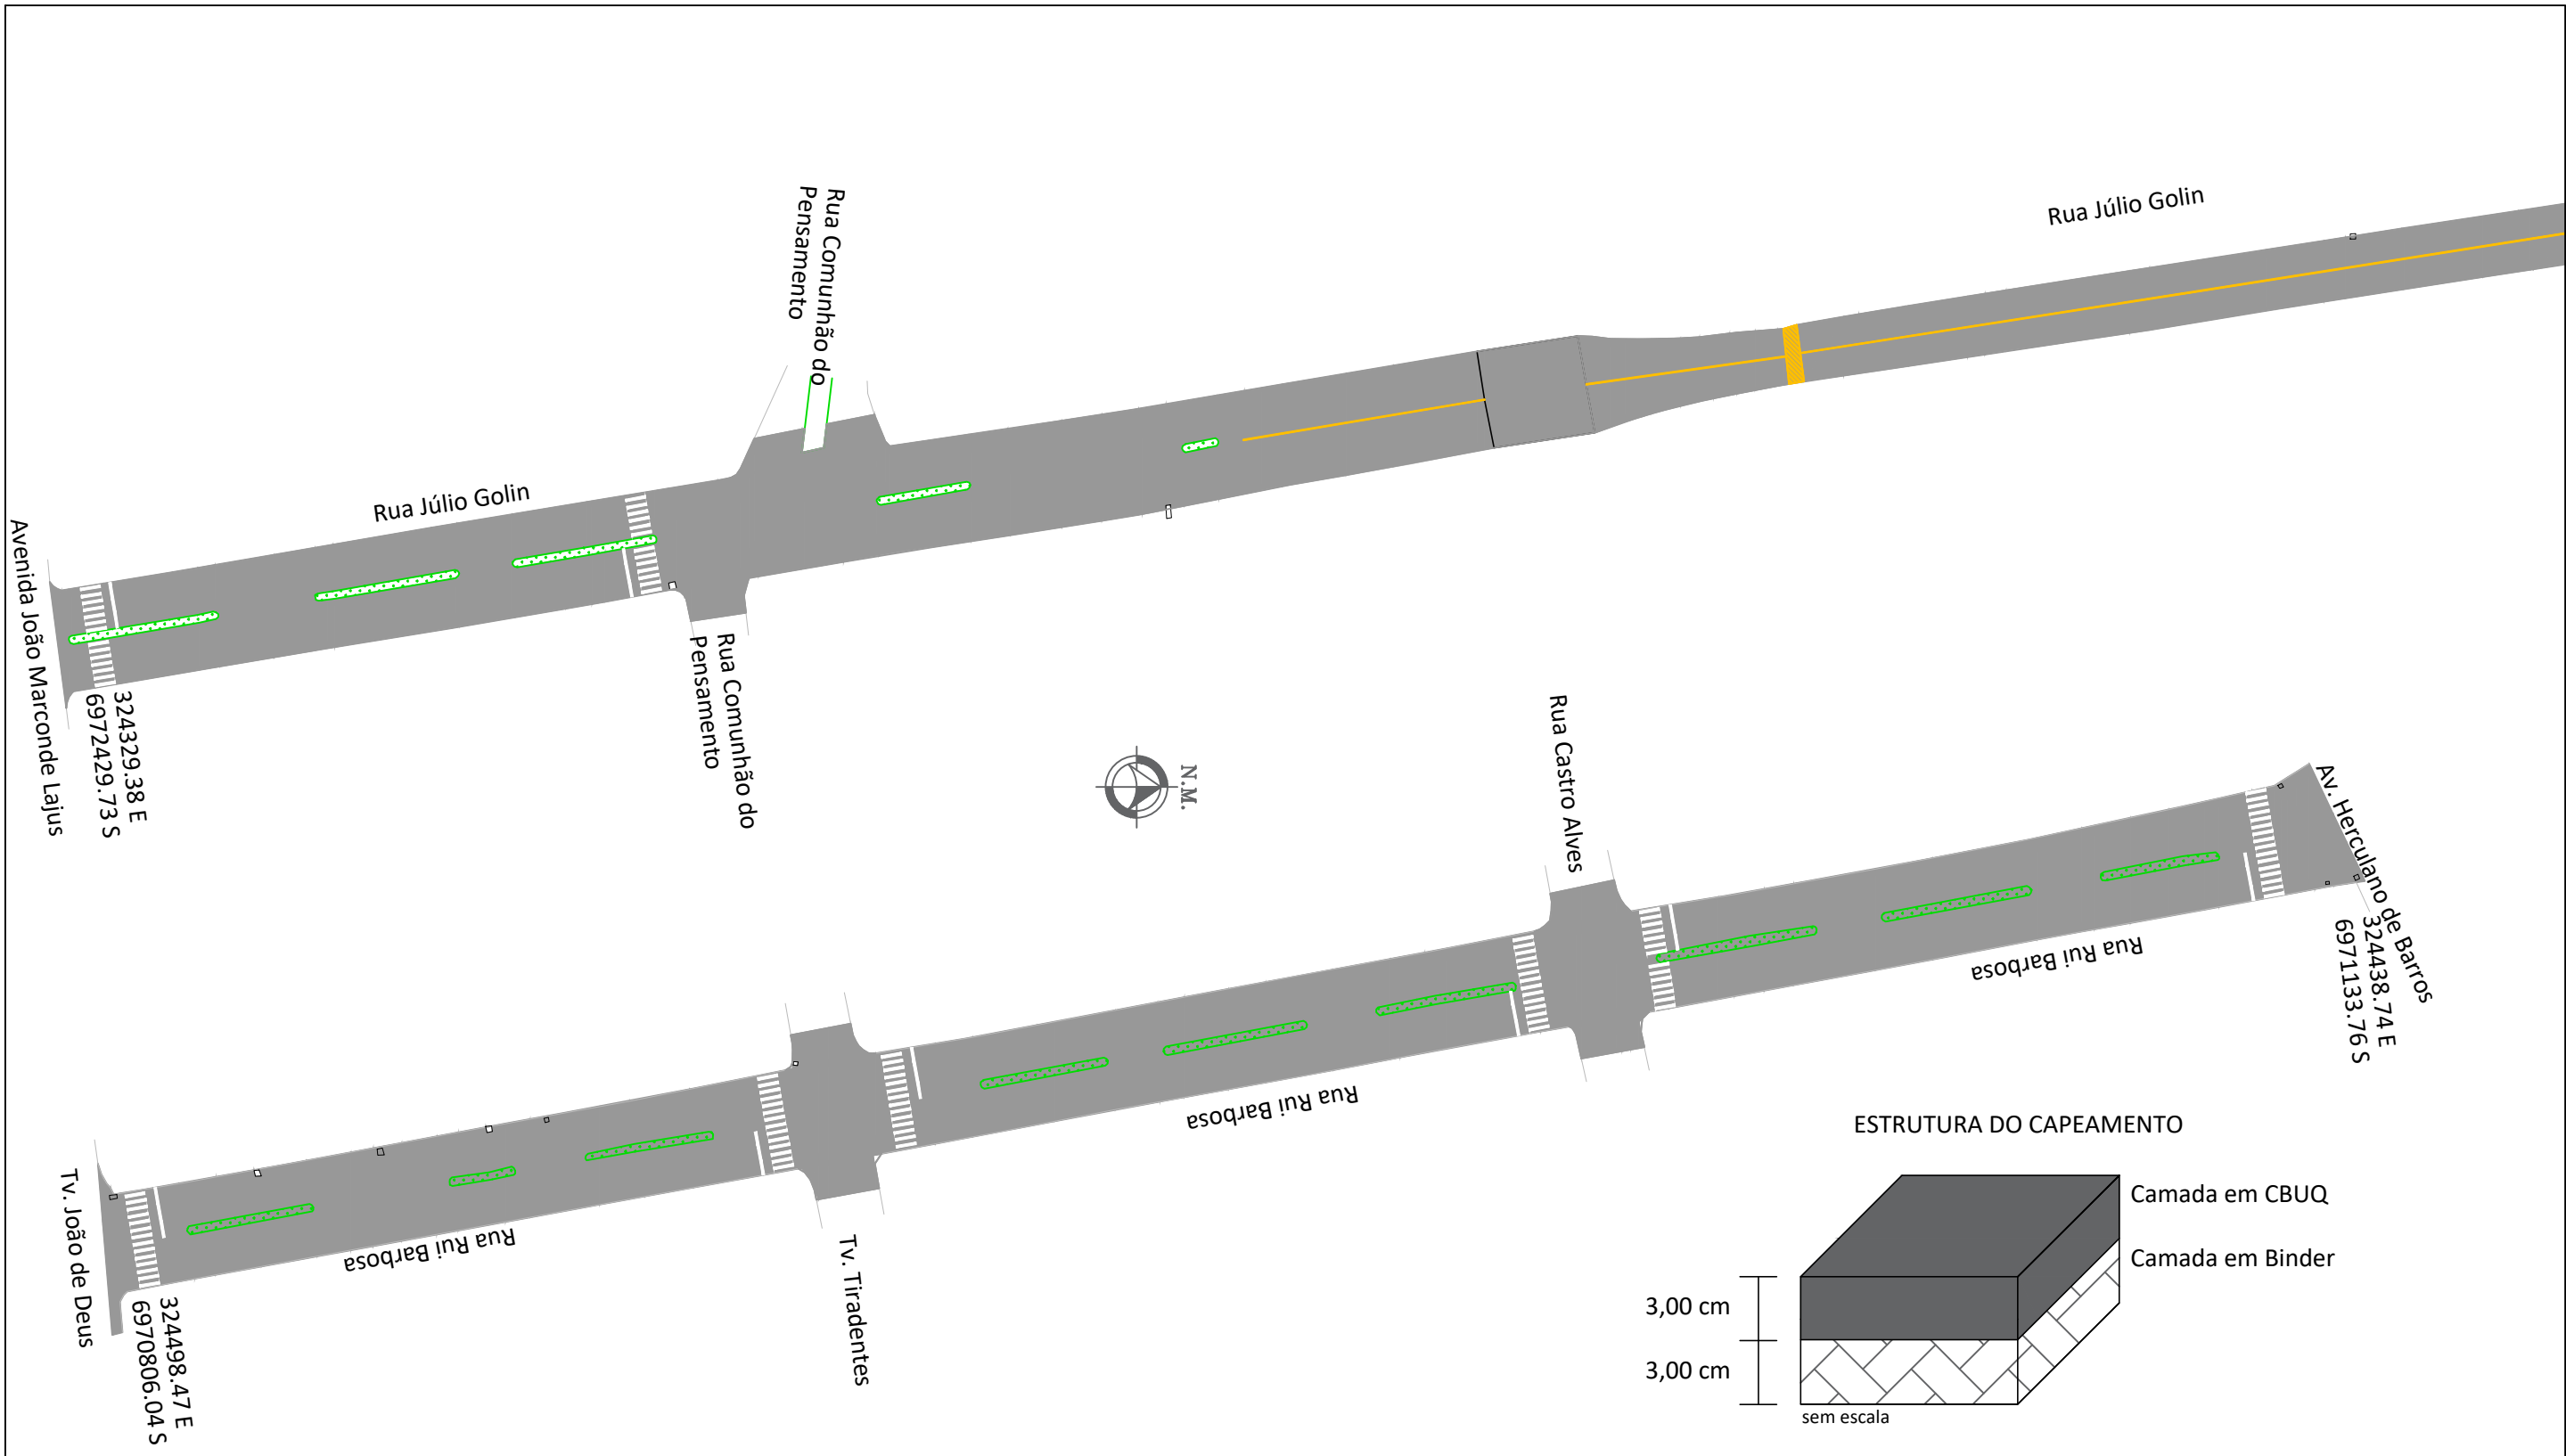 Rua Júlio Golin
Rua Comunhão do
Pensamento
Rua Júlio Golin
Avenida João Marconde Lajus
324329.38 E
6972429.73 S
Rua Comunhão do
Pensamento
N.M.
Rua Castro Alves
Av. Herculano de Barros
324438.74 E
6971133.76 S
Rua Rui Barbosa
Rua Rui Barbosa
Rua Rui Barbosa
Tv. João de Deus
324498.47 E
6970806.04 S
Tv. Tiradentes
ESTRUTURA DO CAPEAMENTO
Camada em CBUQ
Camada em Binder
3,00 cm
3,00 cm
sem escala